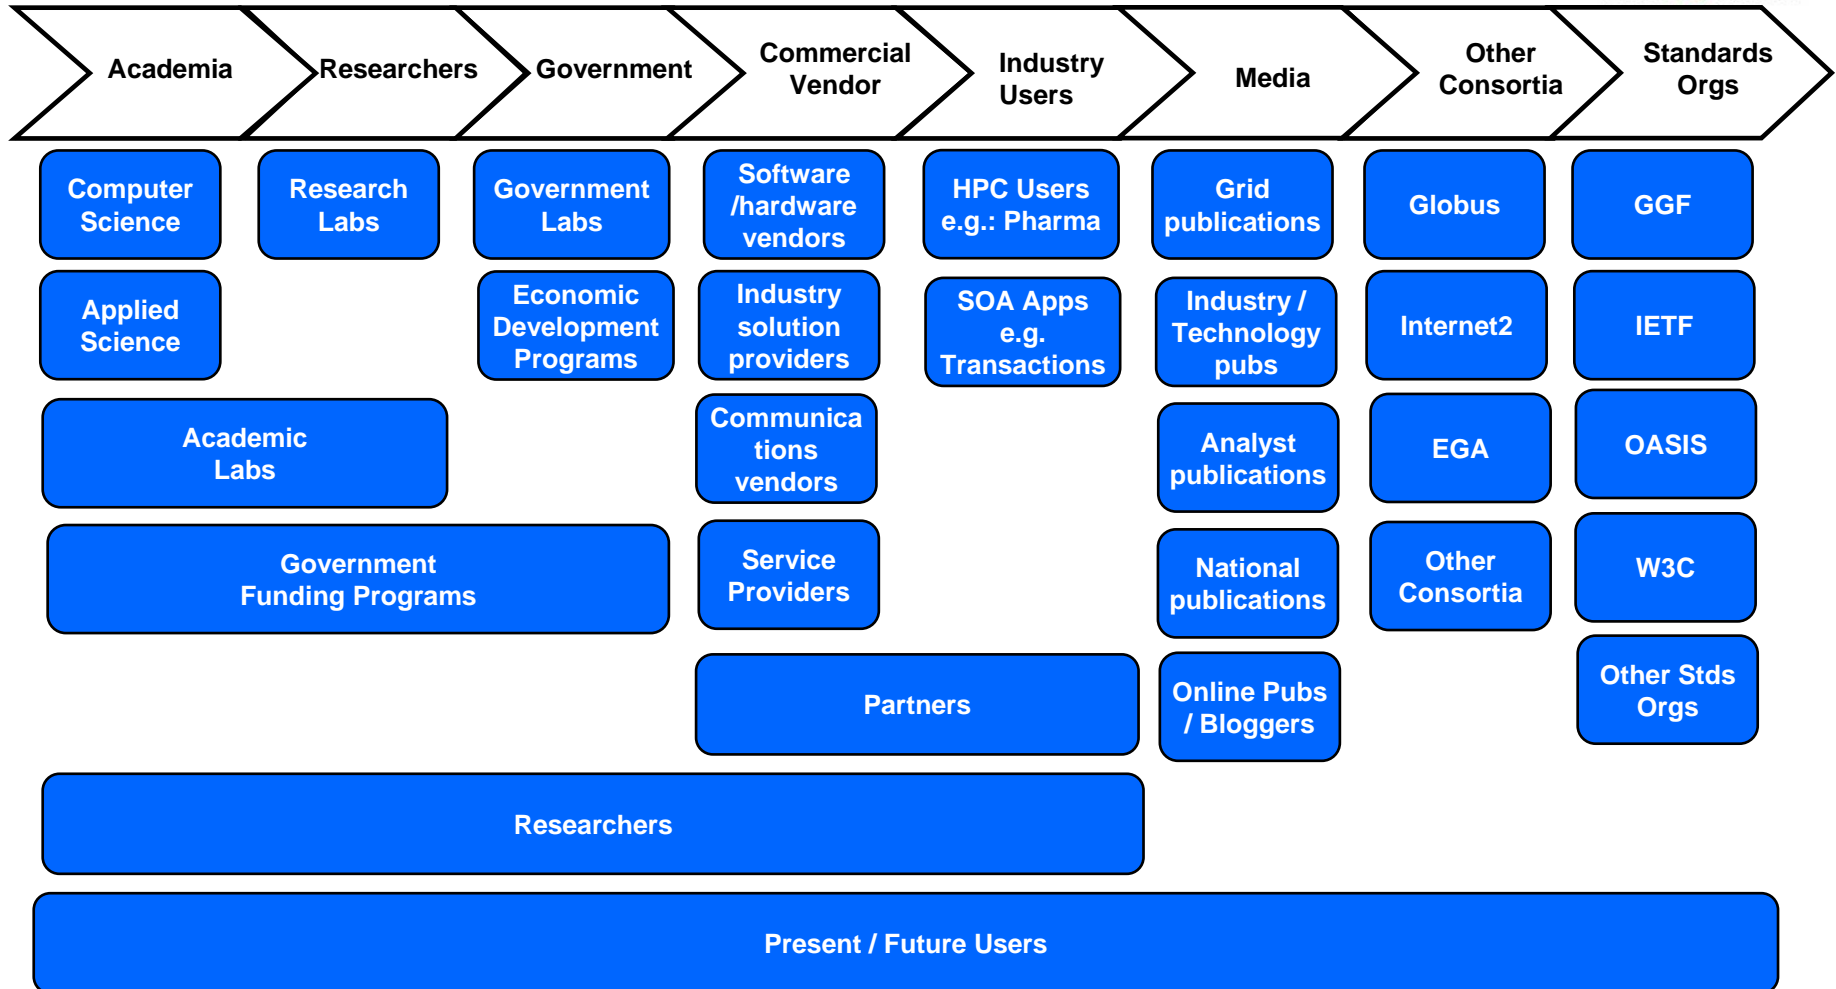 Academia
Researchers
Government
Commercial
Vendor
Industry
Users
Media
Other
Consortia
Standards
Orgs
Computer
Science
Research
Labs
Government
Labs
Software
/hardware
vendors
HPC Users
e.g.: Pharma
Grid
publications
Globus
GGF
Applied
Science
Economic
Development
Programs
Industry
solution
providers
SOA Apps
e.g.
Transactions
Industry /
Technology
pubs
Internet2
IETF
Academic
Labs
Communica
tions
vendors
Analyst
publications
EGA
OASIS
Government
Funding Programs
Service
Providers
National
publications
Other
Consortia
W3C
Partners
Online Pubs
/ Bloggers
Other Stds
Orgs
Researchers
Present / Future Users